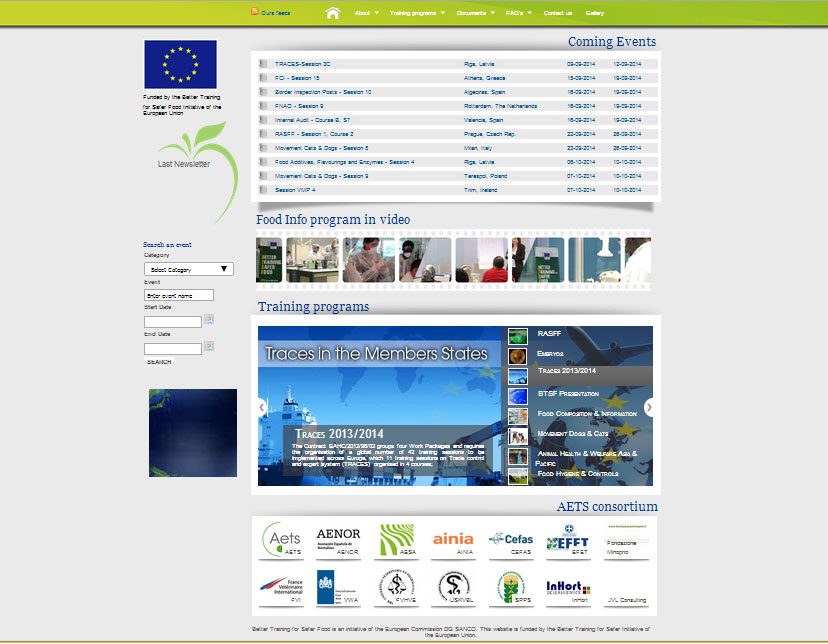 Ours feeds
About
Training programs
Documents
FAQ's
Contact us
Gallery
Funded by the Better Training
for Safer Food Initiative of the
European Union
Last Newsletter
Search an event
Category
Select Category
Event
Enter event name
Start Date
End Date
SEARCH
Coming Events
TRACES-Session 3C Riga, Latvia 09-09-2014 12-09-2014
FCI - Session 15 Athens, Greece 15-09-2014 19-09-2014
Border Inspection Posts - Session 10 Algeciras, Spain 16-09-2014 19-09-2014
FNAO - Session 9 Rotterdam, The Netherlands 16-09-2014 19-09-2014
Internal Audit - Course B, S7 Valencia, Spain 16-09-2014 19-09-2014
RASFF - Session 1, Course 2 Prague, Czech Rep. 22-09-2014 26-09-2014
Movement Cats & Dogs - Session 8 Milan, Italy 23-09-2014 26-09-2014
Food Additives, Flavourings and Enzymes - Session 4 Riga, Latvia 06-10-2014 10-10-2014
Movement Cats & Dogs - Session 9 Terespol, Poland 07-10-2014 10-10-2014
Session VMP 4 Trim, Ireland 07-10-2014 10-10-2014
Food Info program in video
BETTER
TRAINING
SAFER
FOOD
Training programs
Traces in the Members States
Traces 2013/2014
The Contract EAHC/2012/98/02 groups four Work Packages and requires
the organisation of a global number of 42 training sessions to be
implemented across Europe, which 11 training sessions on Trade control
and expert system (TRACES) organised in 4 courses;
RASFF
Embryos
Traces 2013/2014
BTSF Presentation
Food Composition & Information
Movement Dogs & Cats
Animal Health & Welfare Asia &
Pacific
Food Hygiene & Controls
AETS consortium
Aets
AETS
AENOR
AENOR
AESA
ainia
AINIA
Cefas
CEFAS
EFFT
EFET
Fondazione
Minoprio
France
Vétérinaire
International
FVI
VWA
FVHVE
USKVBL
SPPS
InHort
InHort
JVL Consulting
Better Training for Safer Food is an initiative of the European Commission DG SANCO. This website is funded by the Better Training for Safer Food Initiative of
the European Union.